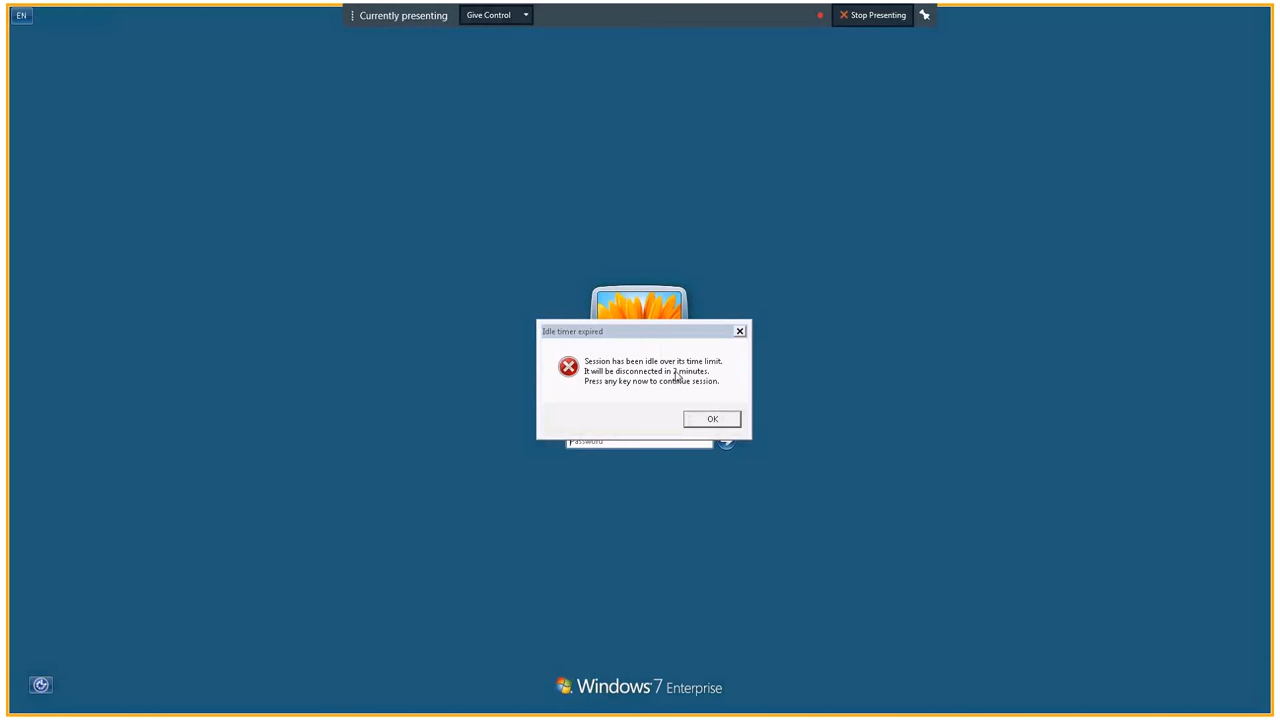 EN
Currently presenting
Give Control
Stop Presenting
Idle timer expired
Session has been idle over its time limit.
It will be disconnected in 2 minutes.
Press any key now to continue session.
OK
Password
Windows 7 Enterprise